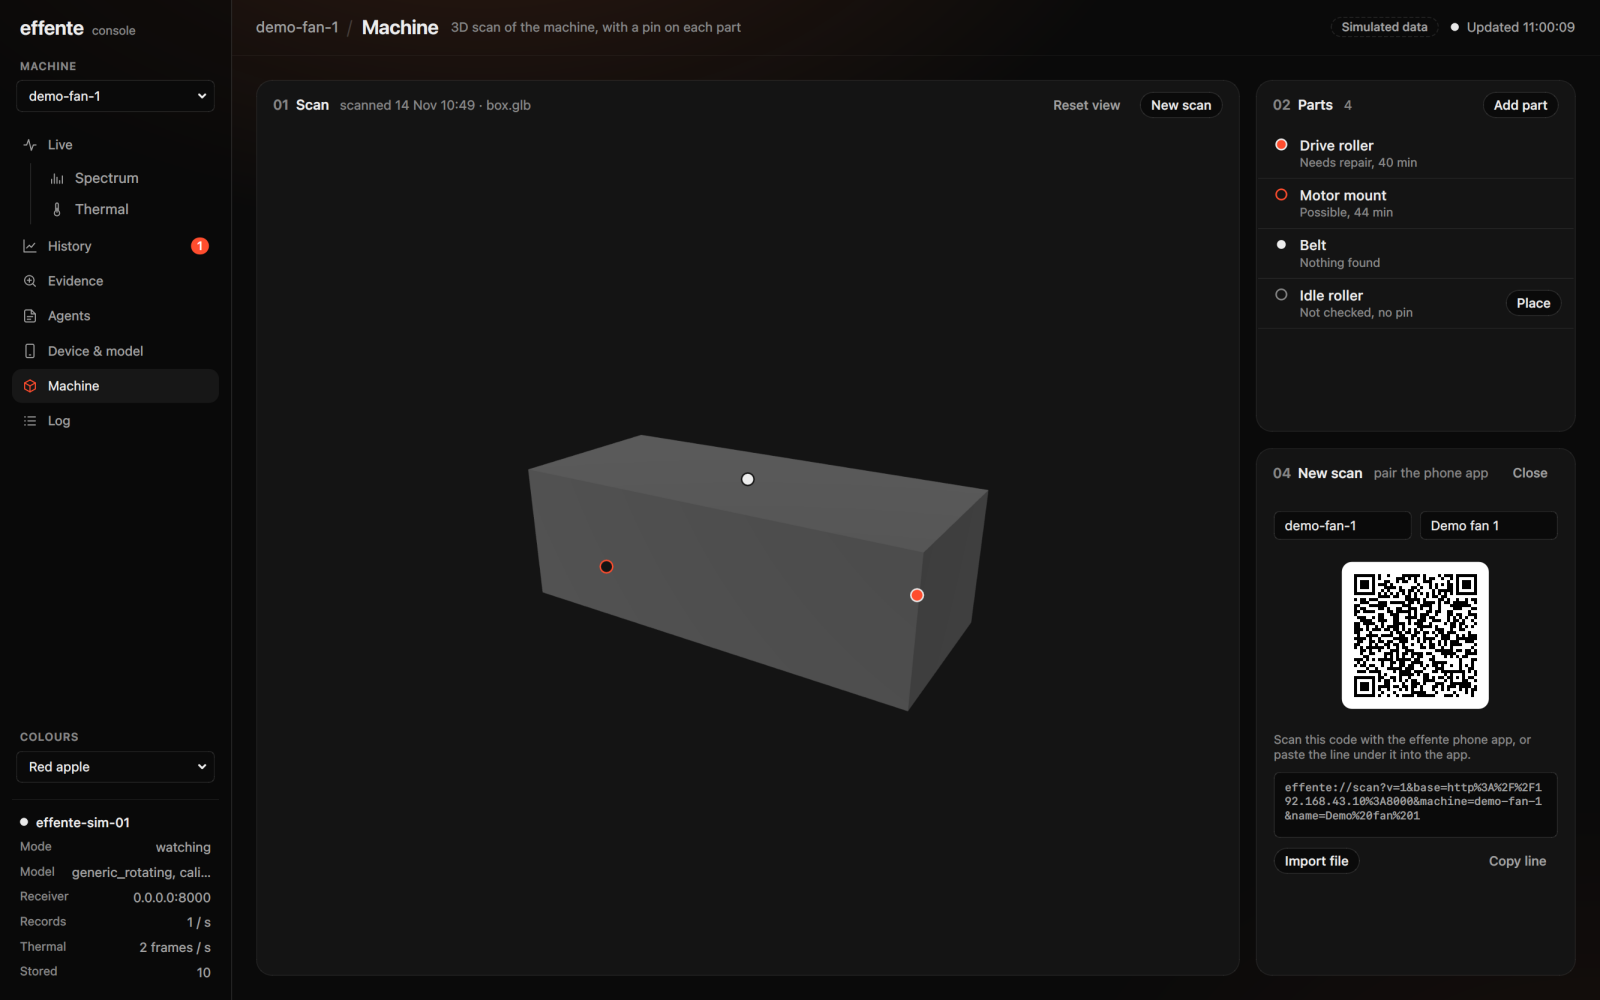 effente console
MACHINE
demo-fan-1
Live
Spectrum
Thermal
History 1
Evidence
Agents
Device & model
Machine
Log
COLOURS
Red apple
effente-sim-01
Mode watching
Model generic_rotating, cali...
Receiver 0.0.0.0:8000
Records 1 / s
Thermal 2 frames / s
Stored 10
demo-fan-1 / Machine 3D scan of the machine, with a pin on each part
Simulated data Updated 11:00:09
01 Scan scanned 14 Nov 10:49 · box.glb Reset view New scan
02 Parts 4 Add part
Drive roller
Needs repair, 40 min
Motor mount
Possible, 44 min
Belt
Nothing found
Idle roller
Not checked, no pin
Place
04 New scan pair the phone app Close
demo-fan-1 Demo fan 1
Scan this code with the effente phone app, or
paste the line under it into the app.
effente://scan?v=1&base=http%3A%2F%2F1
92.168.43.10%3A8000&machine=demo-fan-1
&name=Demo%20fan%201
Import file Copy line